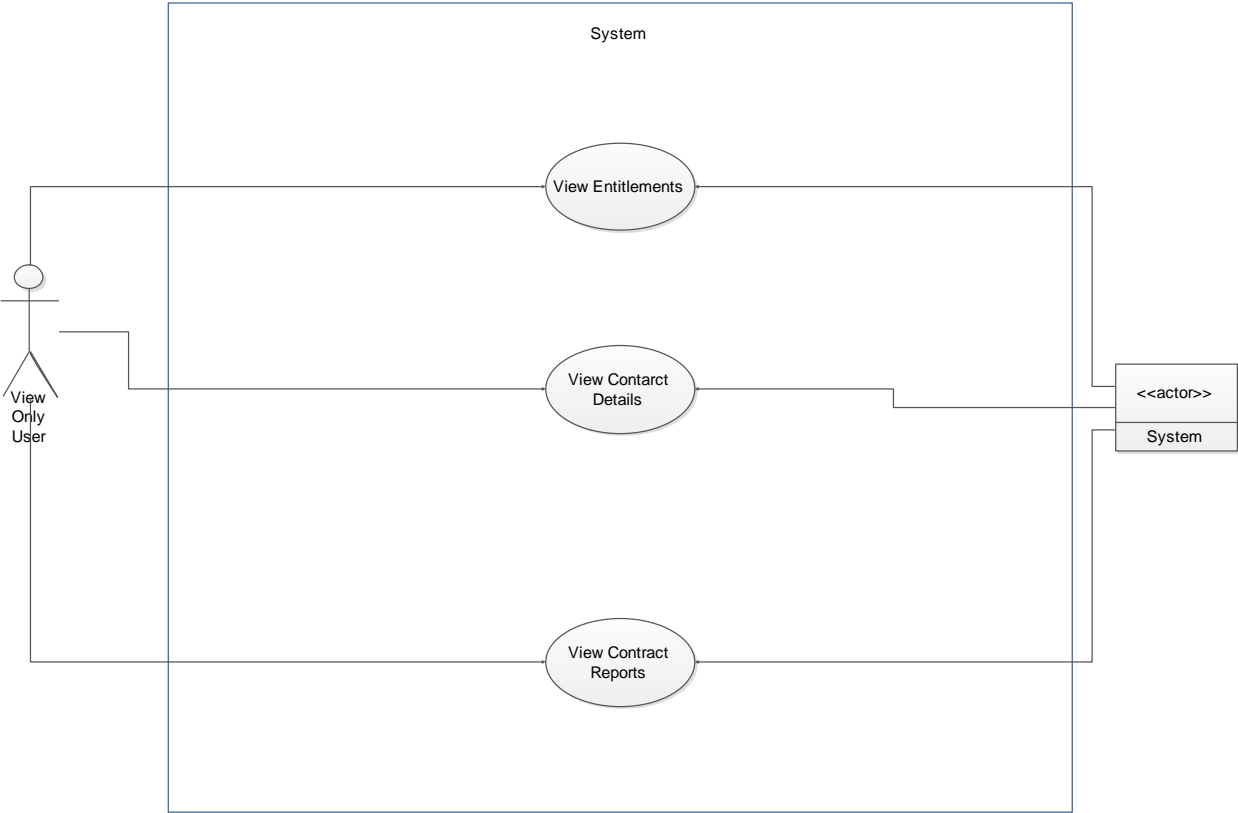 System
View Entitlements
View Contarct
Details
<<actor>>
System
View
Only
User
View Contract
Reports